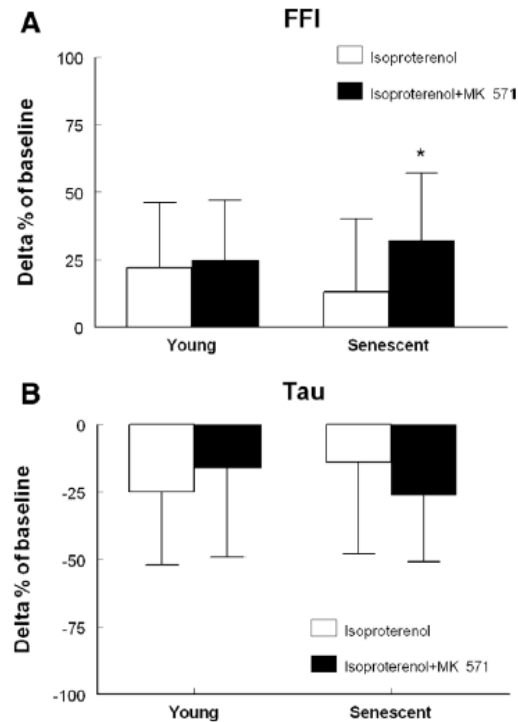 A
FFI
Isoproterenol
Isoproterenol+MK 571
Delta % of baseline
100
75
50
25
0
*
Young
Senescent
B
Tau
Delta % of baseline
0
-25
-50
-75
-100
Isoproterenol
Isoproterenol+MK 571
Young
Senescent